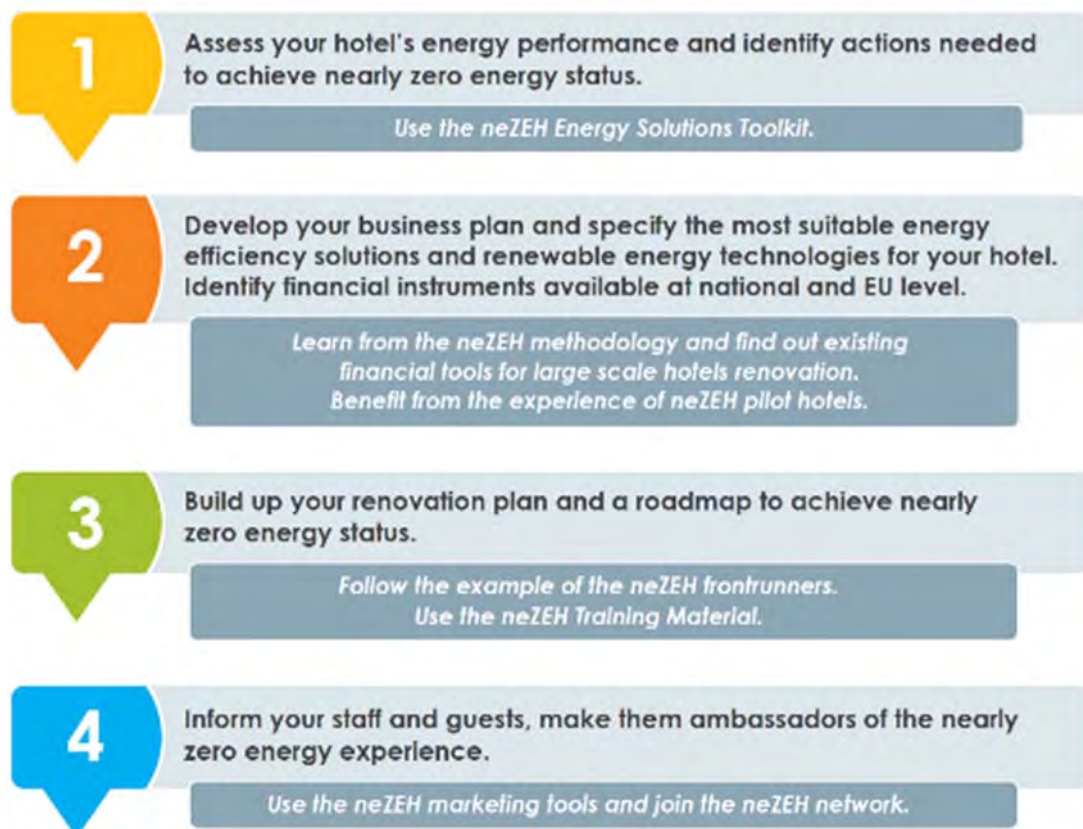 1
Assess your hotel's energy performance and identify actions needed
to achieve nearly zero energy status.
Use the neZEH Energy Solutions Toolkit.
2
Develop your business plan and specify the most suitable energy
efficiency solutions and renewable energy technologies for your hotel.
Identify financial instruments available at national and EU level.
Learn from the neZEH methodology and find out existing
financial tools for large scale hotels renovation.
Benefit from the experience of neZEH pilot hotels.
3
Build up your renovation plan and a roadmap to achieve nearly
zero energy status.
Follow the example of the neZEH frontrunners.
Use the neZEH Training Material.
4
Inform your staff and guests, make them ambassadors of the nearly
zero energy experience.
Use the neZEH marketing tools and join the neZEH network.